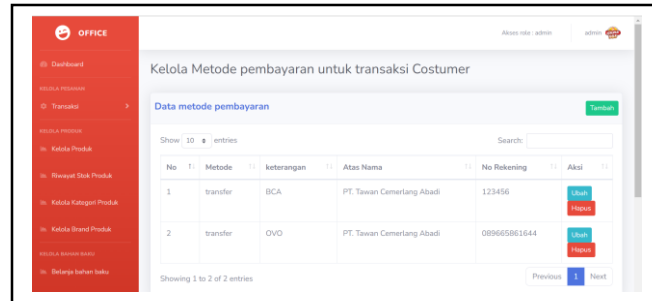 OFFICE
Akses role : admin
admin
Dashboard
Kelola Metode pembayaran untuk transaksi Costumer
KELOLA PESANAN
Transaksi
Data metode pembayaran
Tambah
KELOLA PRODUK
Kelola Produk
Show 10 entries
Search:
No Metode keterangan Atas Nama No Rekening Aksi
Riwayat Stok Produk
1 transfer BCA PT. Tawan Cemerlang Abadi 123456 Ubah
Hapus
Kelola Kategori Produk
Kelola Brand Produk
2 transfer OVO PT. Tawan Cemerlang Abadi 089665861644 Ubah
Hapus
KELOLA BAHAN BAKU
Belanja bahan baku
Showing 1 to 2 of 2 entries
Previous 1 Next